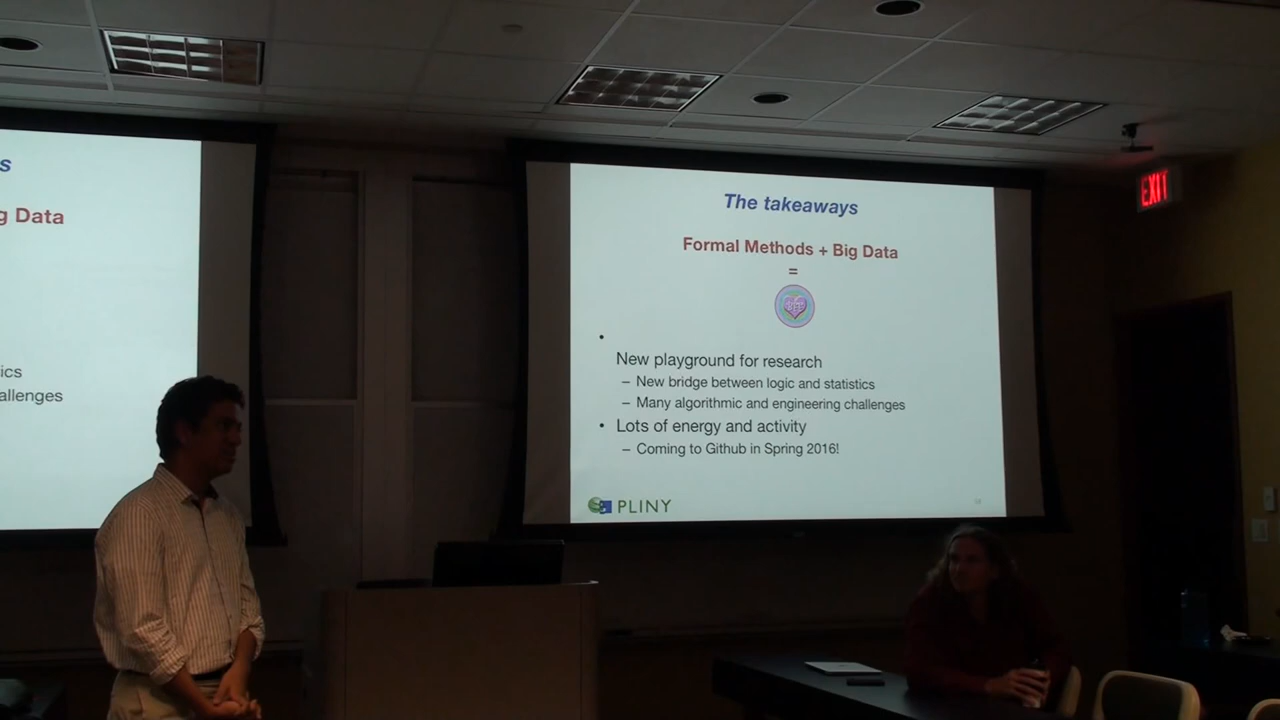 s
g Data
ics
allenges
The takeaways
Formal Methods + Big Data
=
•
New playground for research
– New bridge between logic and statistics
– Many algorithmic and engineering challenges
• Lots of energy and activity
– Coming to Github in Spring 2016!
PLINY
EXIT